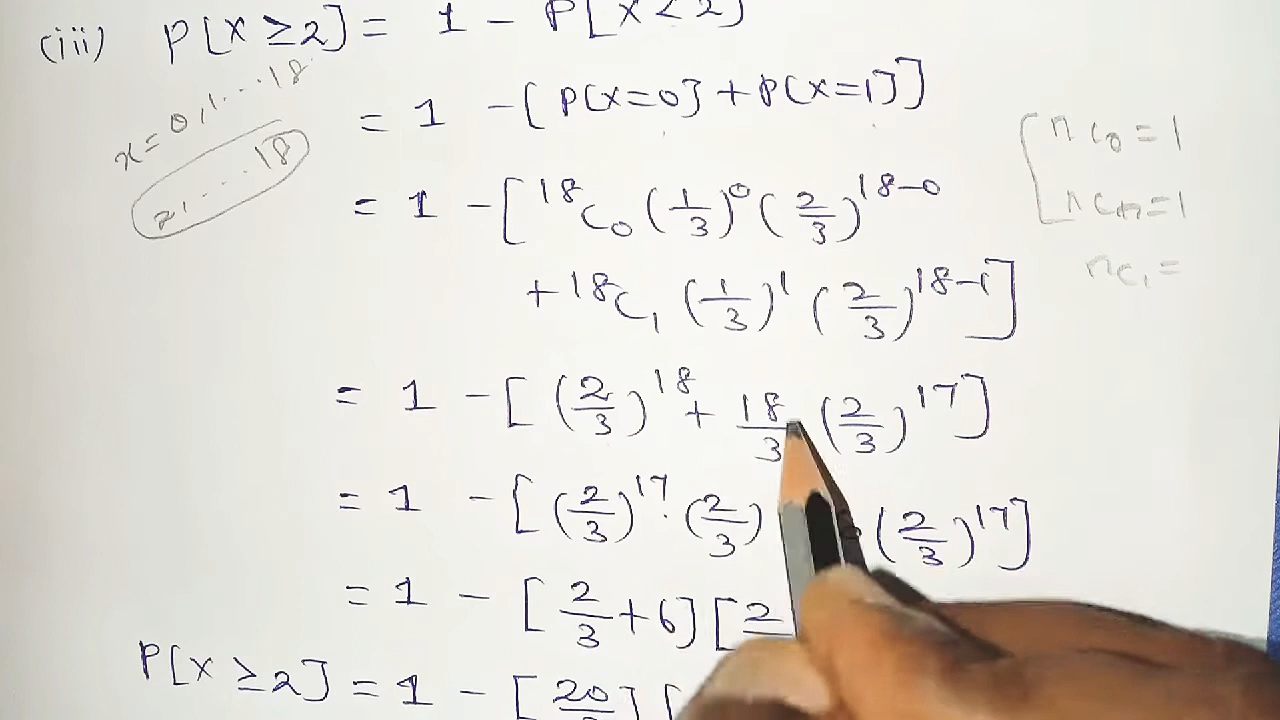 (iii) P[X ≥2] = 1 - P[X < 2]
= 1 - [P[X=0] + P[X=1]]
x = 0, 1 ... 18
2, ... 18
nC₀ = 1
nCₙ = 1
nC₁ =
= 1 - [ ¹⁸C₀ (1/3)⁰ (2/3)¹⁸⁻⁰
+ ¹⁸C₁ (1/3)¹ (2/3)¹⁸⁻¹ ]
= 1 - [ (2/3)¹⁸ + 18/3 (2/3)¹⁷ ]
= 1 - [ (2/3)¹⁷ · (2/3) (2/3)¹⁷ ]
= 1 - [ 2/3 + 6 ] [ 2
P[X ≥2] = 1 - [ 20 ] [